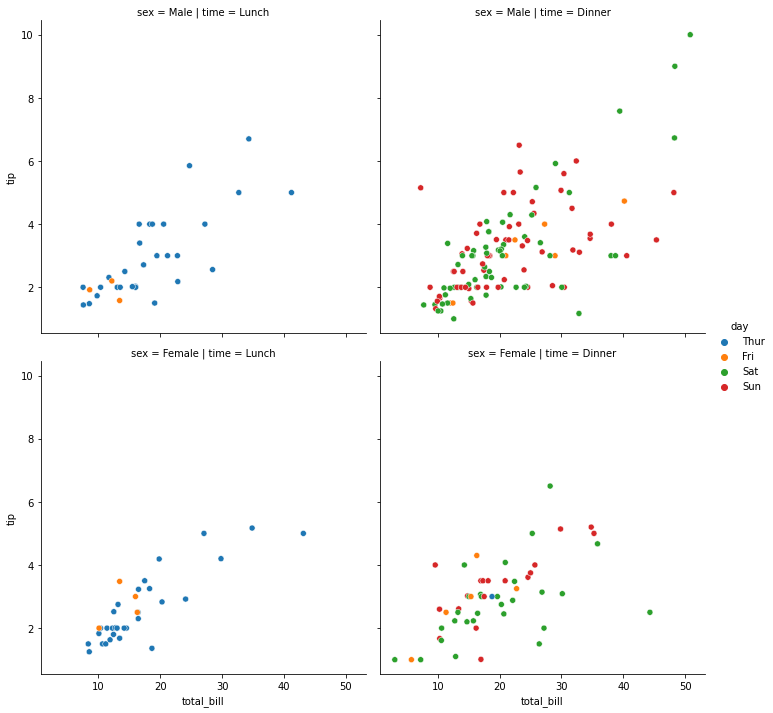 sex = Male | time = Lunch
sex = Male | time = Dinner
10
8
6
4
2
tip
sex = Female | time = Lunch
sex = Female | time = Dinner
10
8
6
4
2
tip
10 20 30 40 50
10 20 30 40 50
total_bill
total_bill
day
Thur
Fri
Sat
Sun